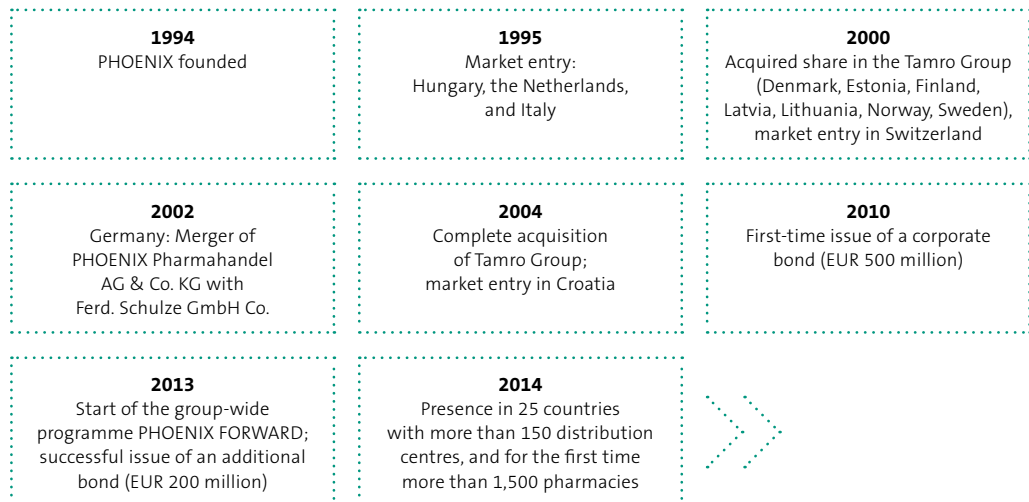 1994
PHOENIX founded
1995
Market entry:
Hungary, the Netherlands,
and Italy
2000
Acquired share in the Tamro Group
(Denmark, Estonia, Finland,
Latvia, Lithuania, Norway, Sweden),
market entry in Switzerland
2002
Germany: Merger of
PHOENIX Pharmahandel
AG & Co. KG with
Ferd. Schulze GmbH Co.
2004
Complete acquisition
of Tamro Group;
market entry in Croatia
2010
First-time issue of a corporate
bond (EUR 500 million)
2013
Start of the group-wide
programme PHOENIX FORWARD;
successful issue of an additional
bond (EUR 200 million)
2014
Presence in 25 countries
with more than 150 distribution
centres, and for the first time
more than 1,500 pharmacies